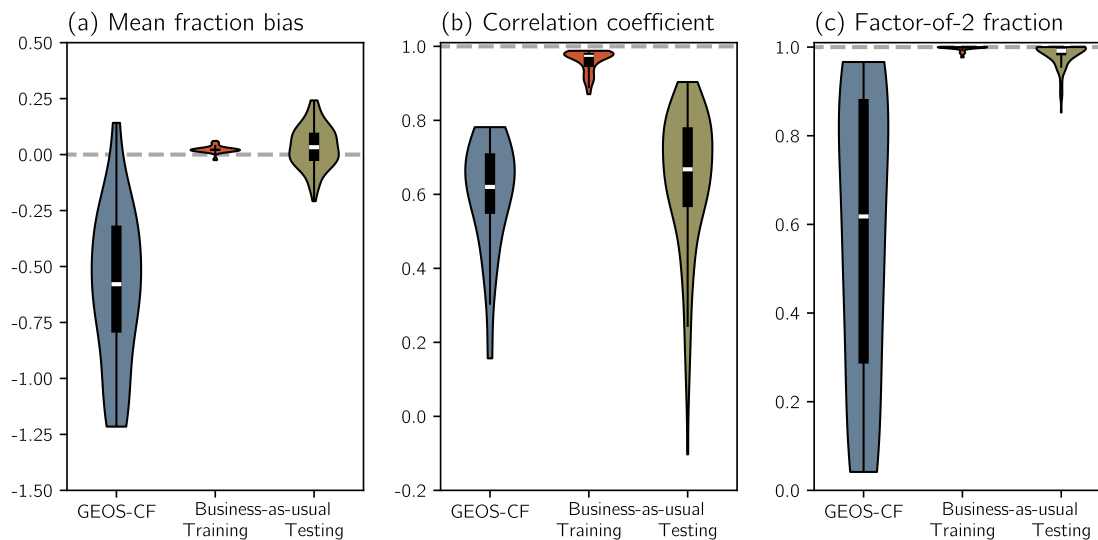 (a) Mean fraction bias
0.50
0.25
0.00
-0.25
-0.50
-0.75
-1.00
-1.25
-1.50
GEOS-CF
Business-as-usual
Training
Testing
(b) Correlation coefficient
1.0
0.8
0.6
0.4
0.2
0.0
-0.2
GEOS-CF
Business-as-usual
Training
Testing
(c) Factor-of-2 fraction
1.0
0.8
0.6
0.4
0.2
0.0
GEOS-CF
Business-as-usual
Training
Testing